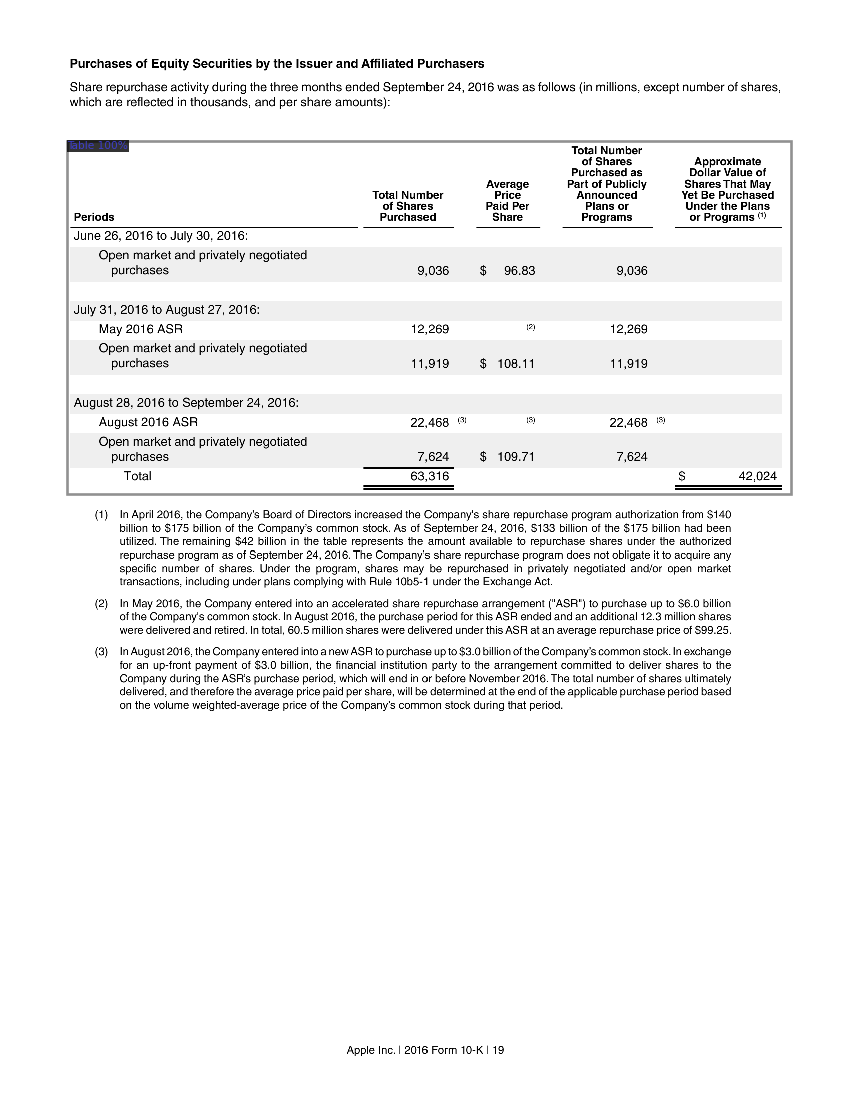 Purchases of Equity Securities by the Issuer and Affiliated Purchasers
Share repurchase activity during the three months ended September 24, 2016 was as follows (in millions, except number of shares,
which are reflected in thousands, and per share amounts):
Table 100%
Periods
Total Number
of Shares
Purchased
Average
Price
Paid Per
Share
Total Number
of Shares
Purchased as
Part of Publicly
Announced
Plans or
Programs
Approximate
Dollar Value of
Shares That May
Yet Be Purchased
Under the Plans
or Programs (1)
June 26, 2016 to July 30, 2016:
Open market and privately negotiated
purchases 9,036 $ 96.83 9,036
July 31, 2016 to August 27, 2016:
May 2016 ASR 12,269 (2) 12,269
Open market and privately negotiated
purchases 11,919 $ 108.11 11,919
August 28, 2016 to September 24, 2016:
August 2016 ASR 22,468 (3) (3) 22,468 (3)
Open market and privately negotiated
purchases 7,624 $ 109.71 7,624
Total 63,316 $ 42,024
(1) In April 2016, the Company's Board of Directors increased the Company's share repurchase program authorization from $140
billion to $175 billion of the Company's common stock. As of September 24, 2016, $133 billion of the $175 billion had been
utilized. The remaining $42 billion in the table represents the amount available to repurchase shares under the authorized
repurchase program as of September 24, 2016. The Company's share repurchase program does not obligate it to acquire any
specific number of shares. Under the program, shares may be repurchased in privately negotiated and/or open market
transactions, including under plans complying with Rule 10b5-1 under the Exchange Act.
(2) In May 2016, the Company entered into an accelerated share repurchase arrangement ("ASR") to purchase up to $6.0 billion
of the Company's common stock. In August 2016, the purchase period for this ASR ended and an additional 12.3 million shares
were delivered and retired. In total, 60.5 million shares were delivered under this ASR at an average repurchase price of $99.25.
(3) In August 2016, the Company entered into a new ASR to purchase up to $3.0 billion of the Company's common stock. In exchange
for an up-front payment of $3.0 billion, the financial institution party to the arrangement committed to deliver shares to the
Company during the ASR's purchase period, which will end in or before November 2016. The total number of shares ultimately
delivered, and therefore the average price paid per share, will be determined at the end of the applicable purchase period based
on the volume weighted-average price of the Company's common stock during that period.
Apple Inc. | 2016 Form 10-K | 19